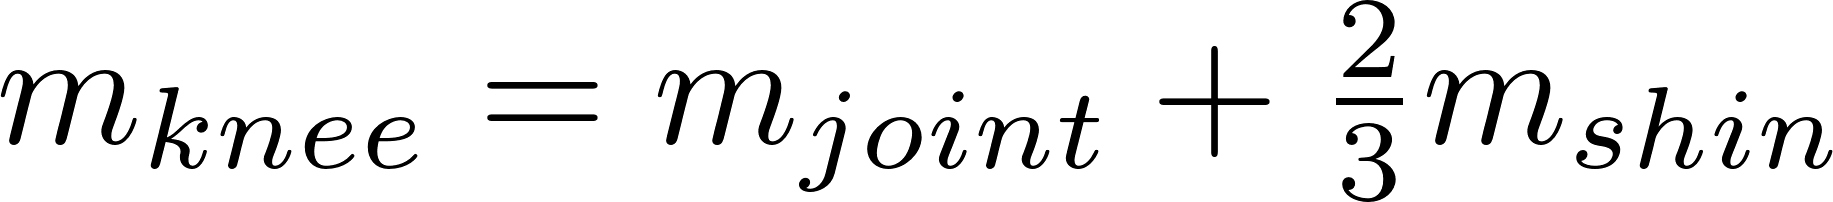 m_{knee} = m_{joint} + \frac{2}{3} m_{shin}